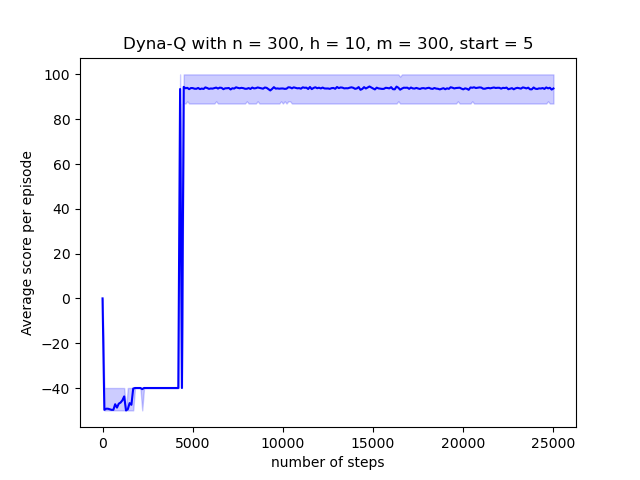 Dyna-Q with n = 300, h = 10, m = 300, start = 5
Average score per episode
100
80
60
40
20
0
−20
−40
0 5000 10000 15000 20000 25000
number of steps